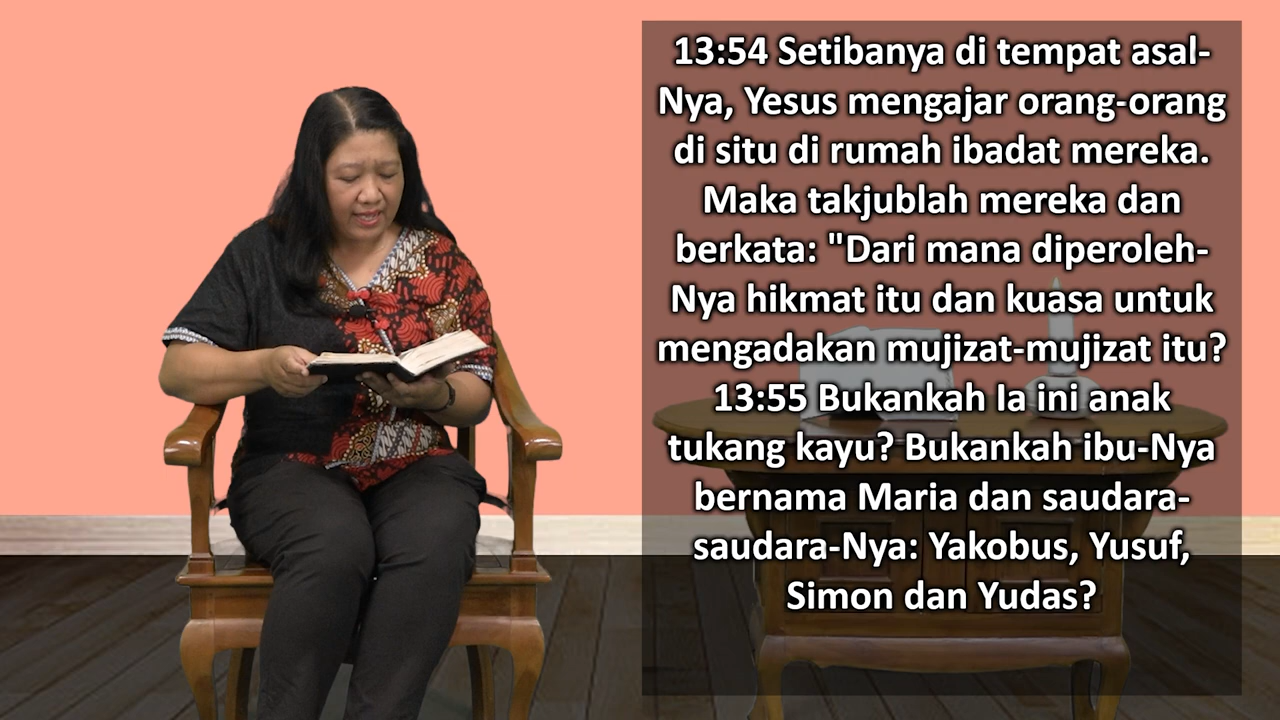 13:54 Setibanya di tempat asal-
Nya, Yesus mengajar orang-orang
di situ di rumah ibadat mereka.
Maka takjublah mereka dan
berkata: "Dari mana diperoleh-
Nya hikmat itu dan kuasa untuk
mengadakan mujizat-mujizat itu?
13:55 Bukankah Ia ini anak
tukang kayu? Bukankah ibu-Nya
bernama Maria dan saudara-
saudara-Nya: Yakobus, Yusuf,
Simon dan Yudas?